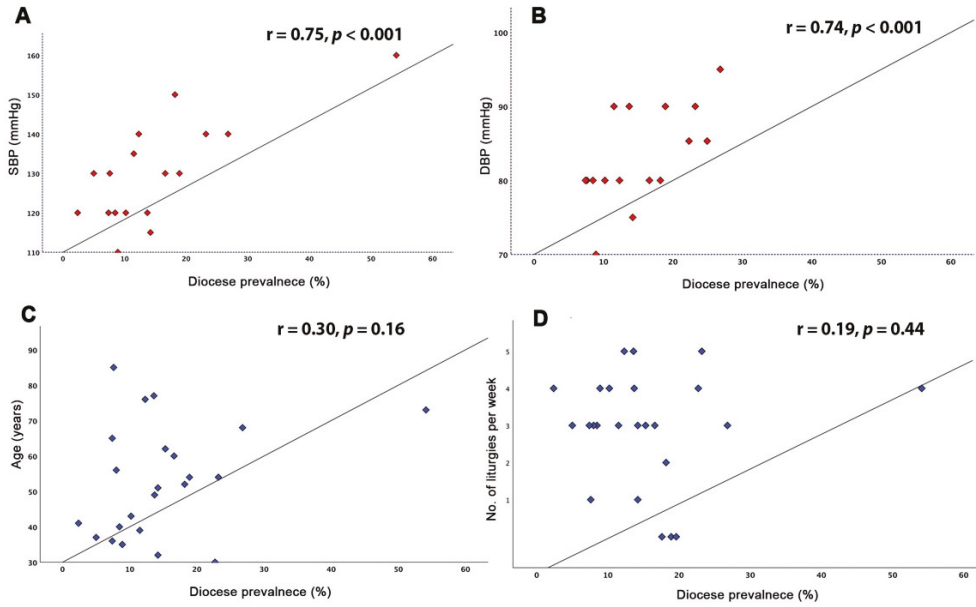 A
r = 0.75, p < 0.001
SBP (mmHg)
160
150
140
130
120
110
0 10 20 30 40 50 60
Diocese prevalnece (%)
B
r = 0.74, p < 0.001
DBP (mmHg)
100
90
80
70
0 10 20 30 40 50 60
Diocese prevalnece (%)
C
r = 0.30, p = 0.16
Age (years)
90
80
70
60
50
40
30
0 10 20 30 40 50 60
Diocese prevalnece (%)
D
r = 0.19, p = 0.44
No. of liturgies per week
5
4
3
2
1
0 10 20 30 40 50 60
Diocese prevalnece (%)